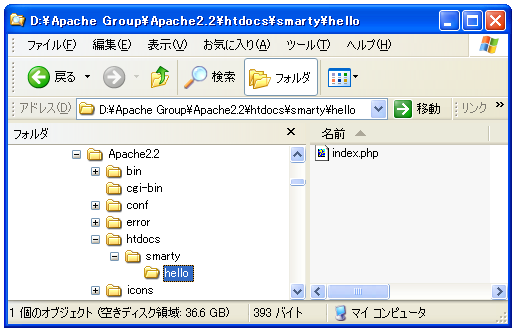 D:¥Apache Group¥Apache2.2¥htdocs¥smarty¥hello
ファイル(F) 編集(E) 表示(V) お気に入り(A) ツール(T) ヘルプ(H)
戻る 検索 フォルダ
アドレス(D) D:¥Apache Group¥Apache2.2¥htdocs¥smarty¥hello 移動 リンク »
フォルダ × 名前
Apache2.2 index.php
bin
cgi-bin
conf
error
htdocs
smarty
hello
icons
1 個のオブジェクト (空きディスク領域: 36.6 GB) 393 バイト マイ コンピュータ